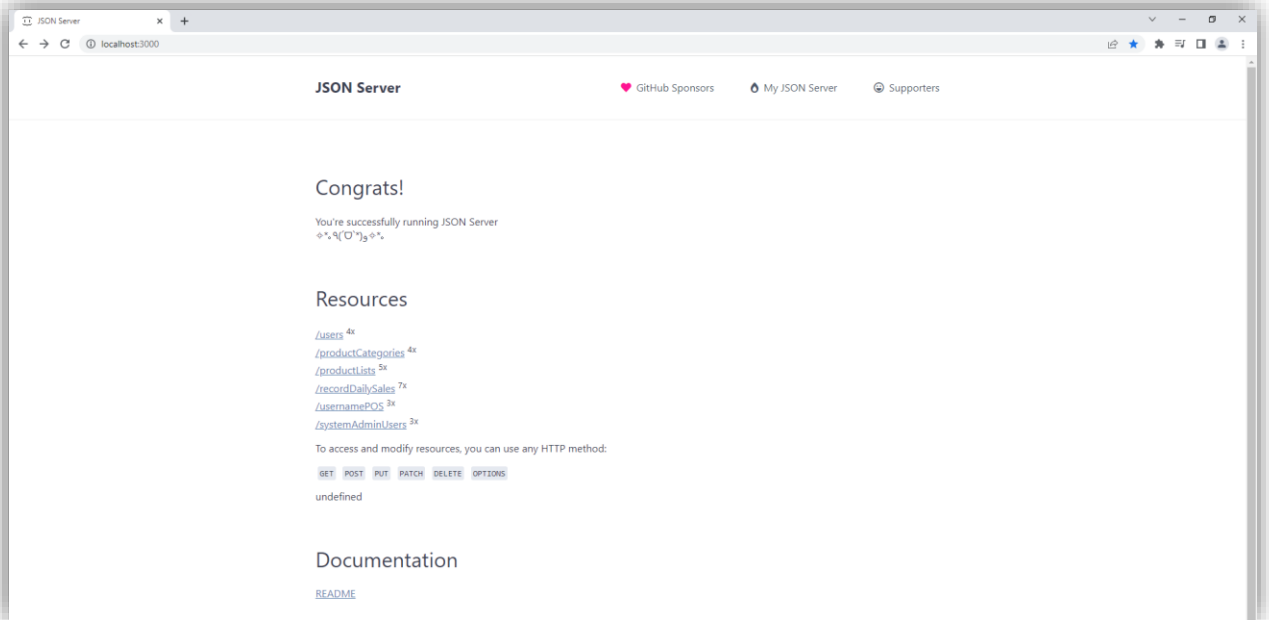 JSON Server
localhost:3000
JSON Server GitHub Sponsors My JSON Server Supporters
Congrats!
You're successfully running JSON Server
✧*｡٩(ˊᗜˋ*)و✧*｡
Resources
/users 4x
/productCategories 4x
/productLists 5x
/recordDailySales 7x
/usernamePOS 3x
/systemAdminUsers 3x
To access and modify resources, you can use any HTTP method:
GET POST PUT PATCH DELETE OPTIONS
undefined
Documentation
README